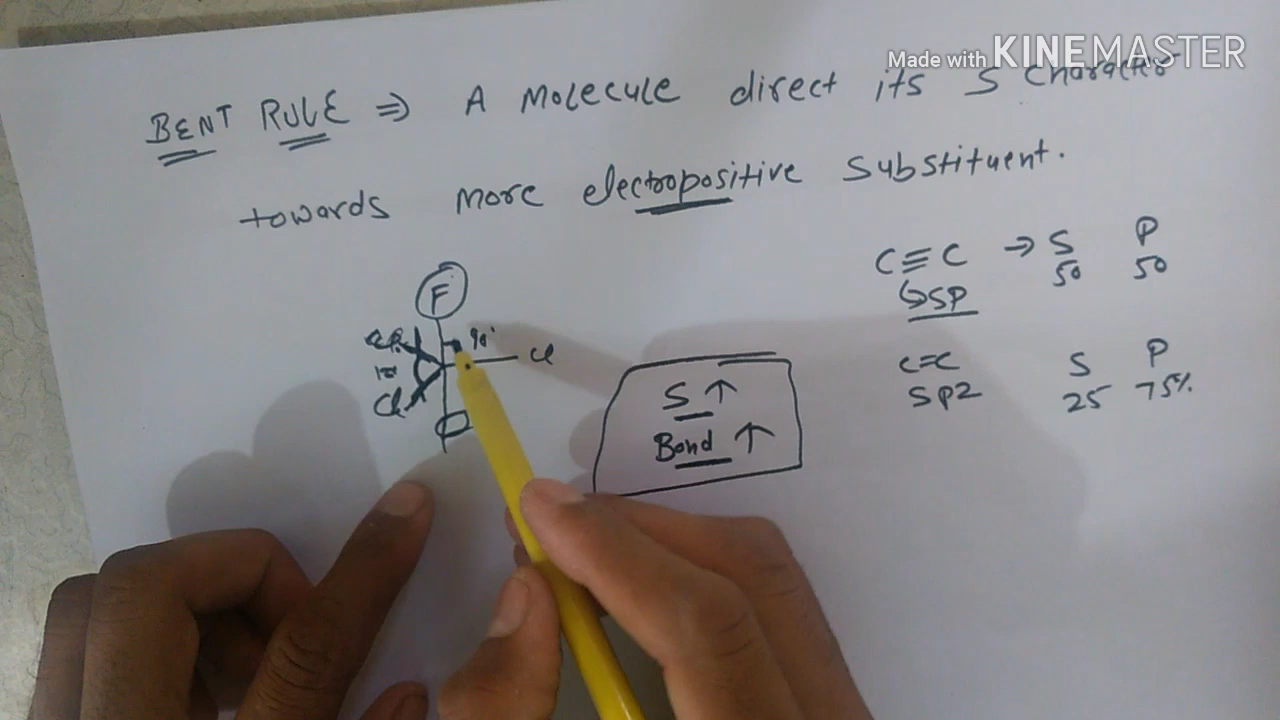 Made with KINEMASTER
BENT RULE ⇒ A Molecule direct its S Character
towards more electropositive substituent.
C≡C → S P
↳SP 50 50
F
90°
Cl
Cl
C=C S P
SP2 25 75%
S ↑
Bond ↑